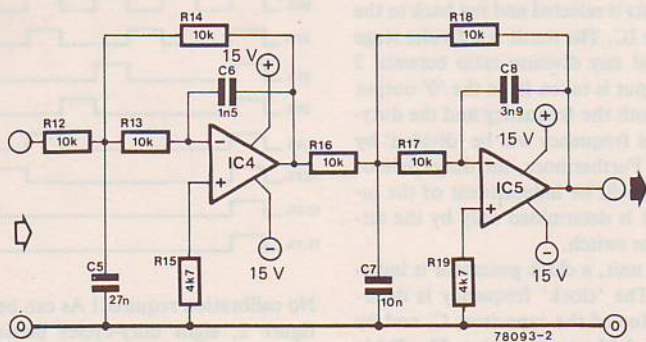 R14
10k
R18
10k
15 V
+
C6
1n5
C8
3n9
+
15 V
R12
10k
R13
10k
−
IC4
+
R16
10k
R17
10k
−
IC5
+
R15
4k7
−
15 V
R19
4k7
−
15 V
C5
27n
C7
10n
0
0
78093-2